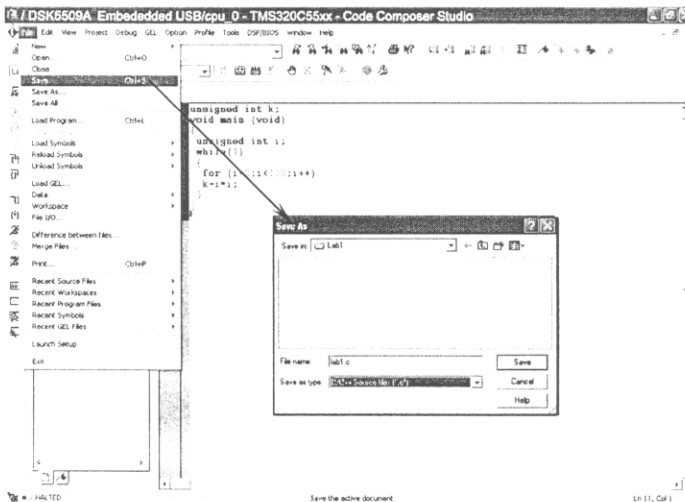 / DSK5509A Embededded USB/cpu_0 - TMS320C55xx - Code Composer Studio
File Edit View Project Debug GEL Option Profile Tools DSP/BIOS Window Help
New
Open... Ctrl+O
Close
Save Ctrl+S
Save As...
Save All
Load Program... Ctrl+L
Load Symbols
Reload Symbols
Unload Symbols
Load GEL...
Data
Workspace
File I/O...
Difference between files...
Merge Files...
Print... Ctrl+P
Recent Source Files
Recent Workspaces
Recent Program Files
Recent Symbols
Recent GEL Files
Launch Setup
Exit
unsigned int k;
void main (void)
{
unsigned int i;
while(1)
{
for (i= ;i< ;i++)
k=i*i;
}
Save As
Save in: Lab1
File name: lab1.c
Save
Save as type: C/C++ Source files (*.c*)
Cancel
Help
HALTED
Save the active document
Ln 11, Col 1